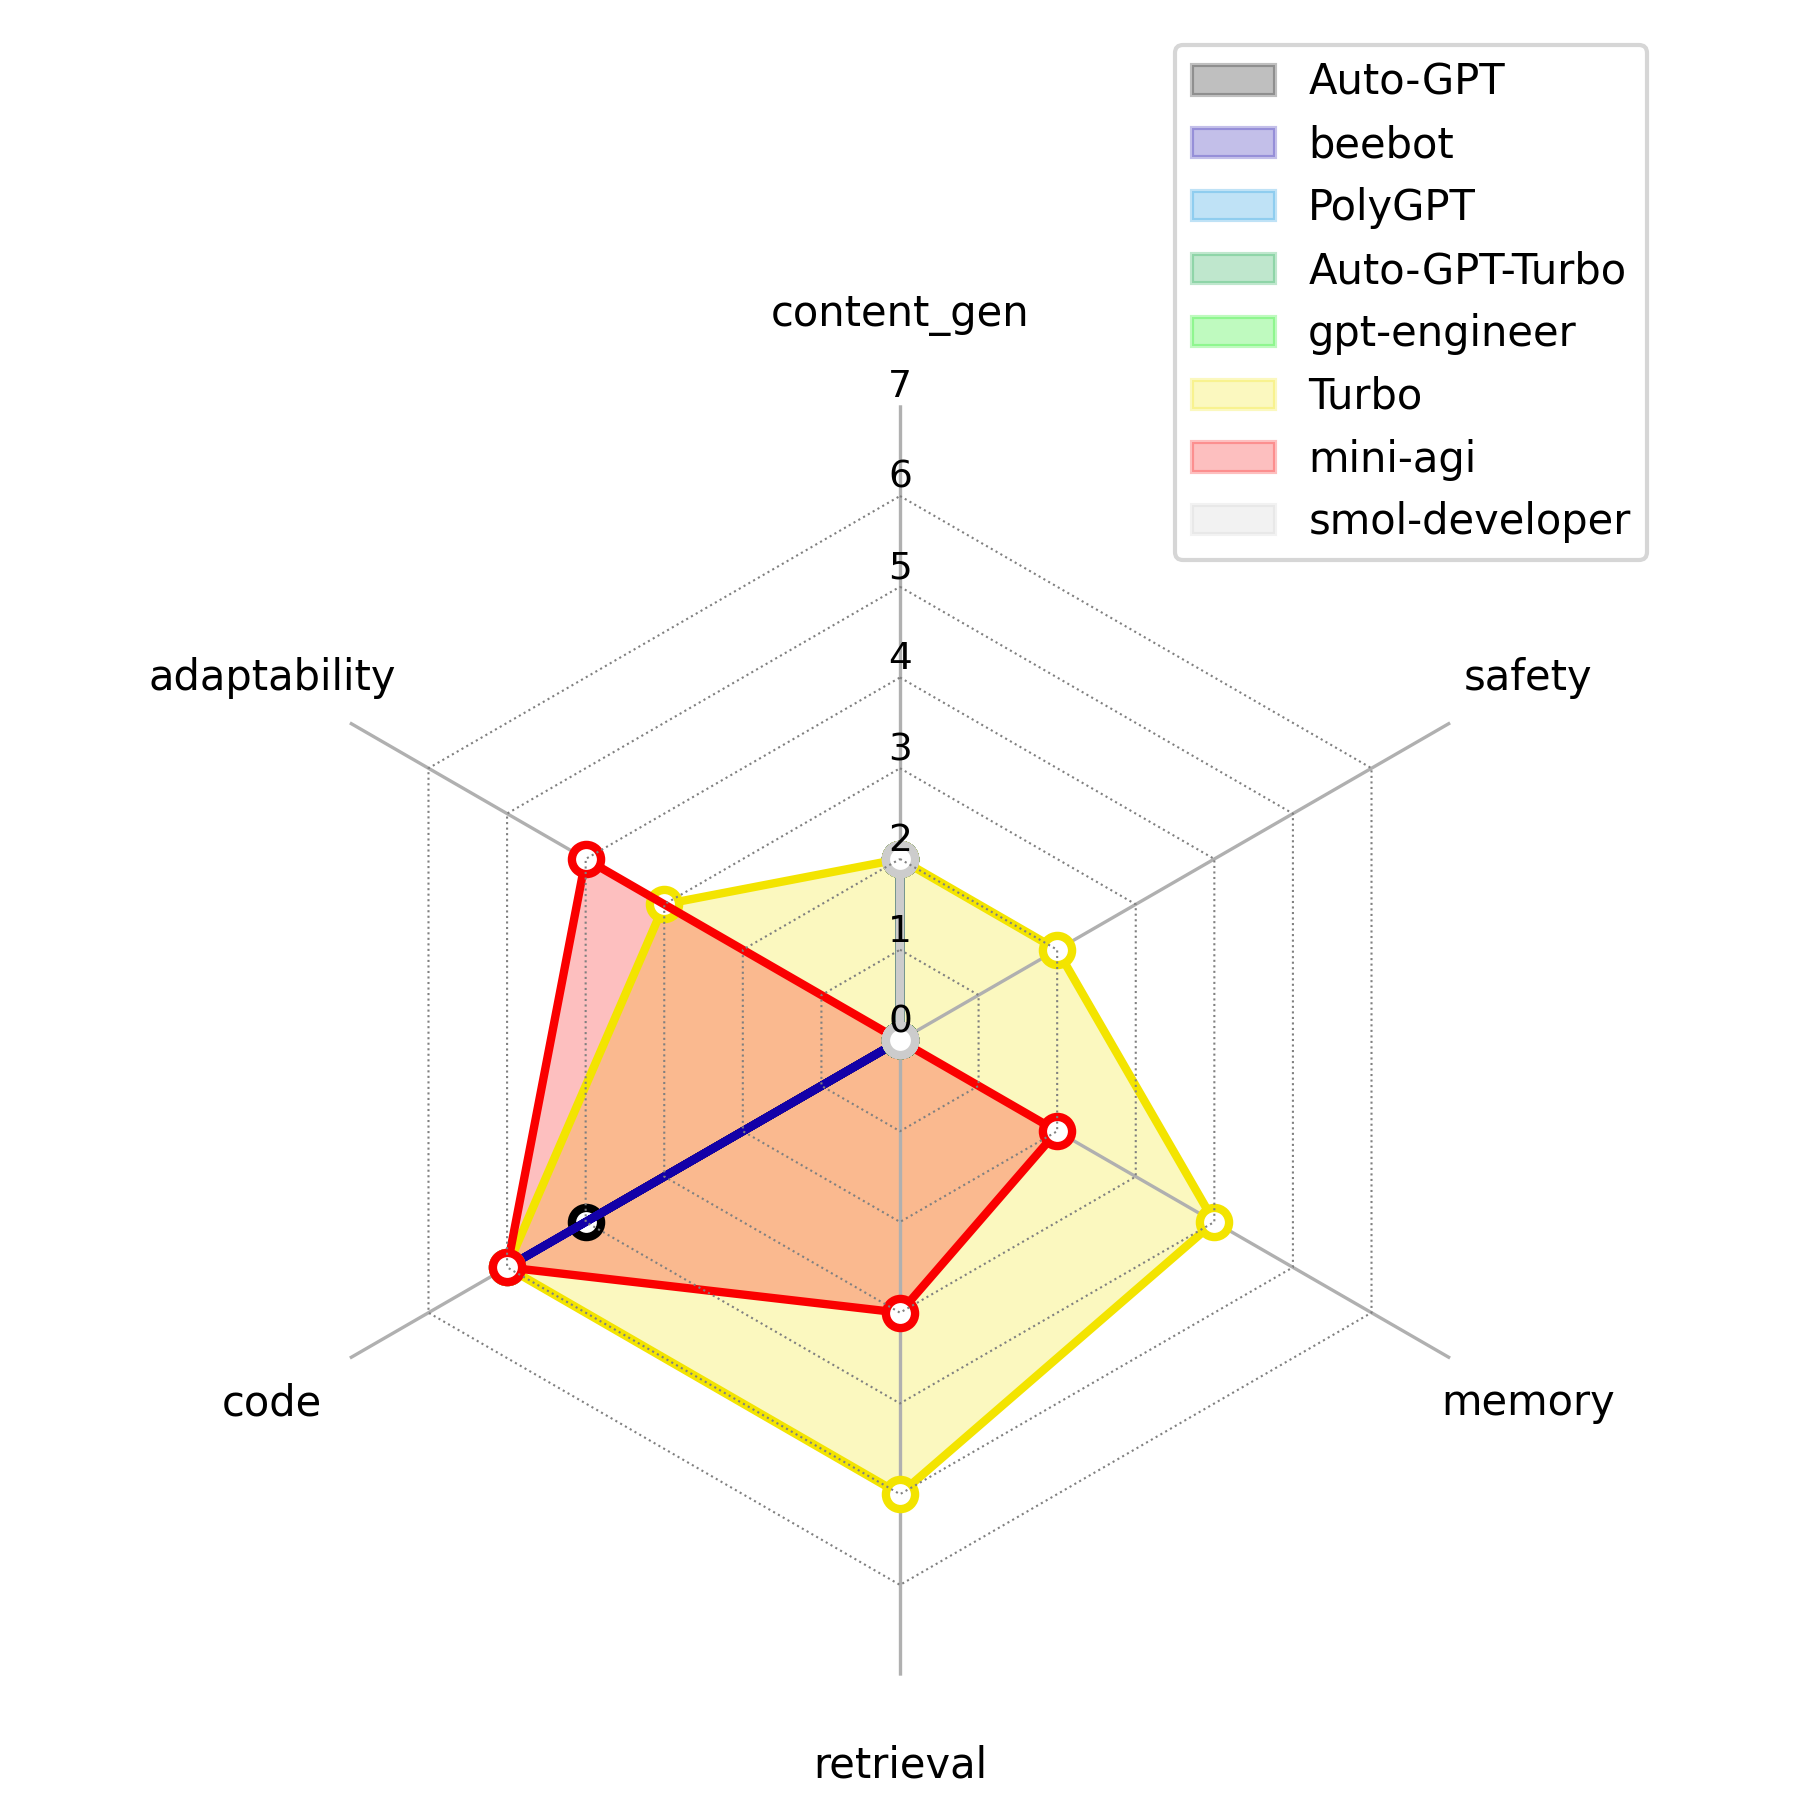 Auto-GPT
beebot
PolyGPT
Auto-GPT-Turbo
gpt-engineer
Turbo
mini-agi
smol-developer
content_gen
7
6
5
4
3
2
1
0
adaptability
safety
code
memory
retrieval